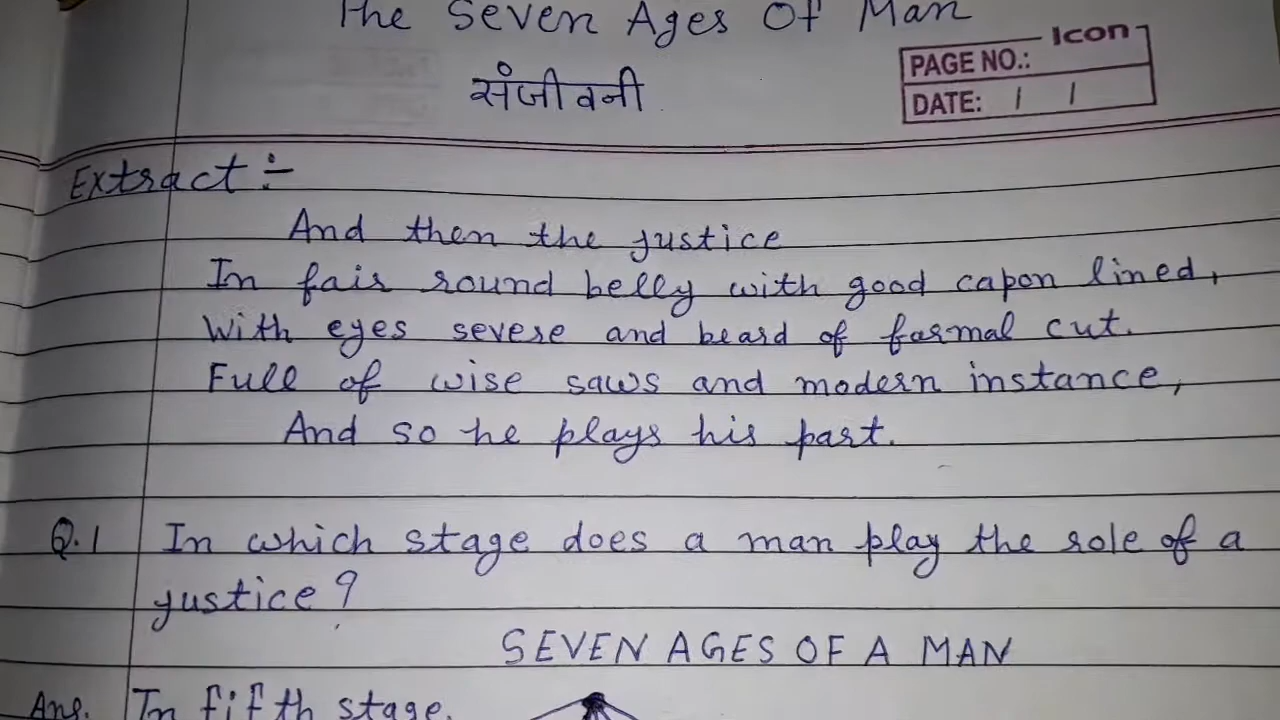 The Seven Ages Of Man
संजीवनी
Icon
PAGE NO.:
DATE: / /
Extract :-
And then the justice
In fair round belly with good capon lined,
With eyes severe and beard of farmal cut.
Full of wise saws and modern instance,
And so he plays his part.
Q.1 In which stage does a man play the role of a
justice?
SEVEN AGES OF A MAN
Ans. In fifth stage.